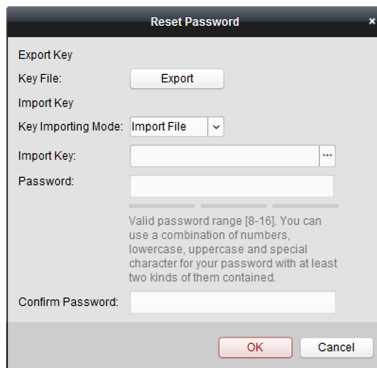 Reset Password
×
Export Key
Key File: Export
Import Key
Key Importing Mode: Import File
Import Key: ...
Password:
Valid password range [8-16]. You can
use a combination of numbers,
lowercase, uppercase and special
character for your password with at least
two kinds of them contained.
Confirm Password:
OK Cancel